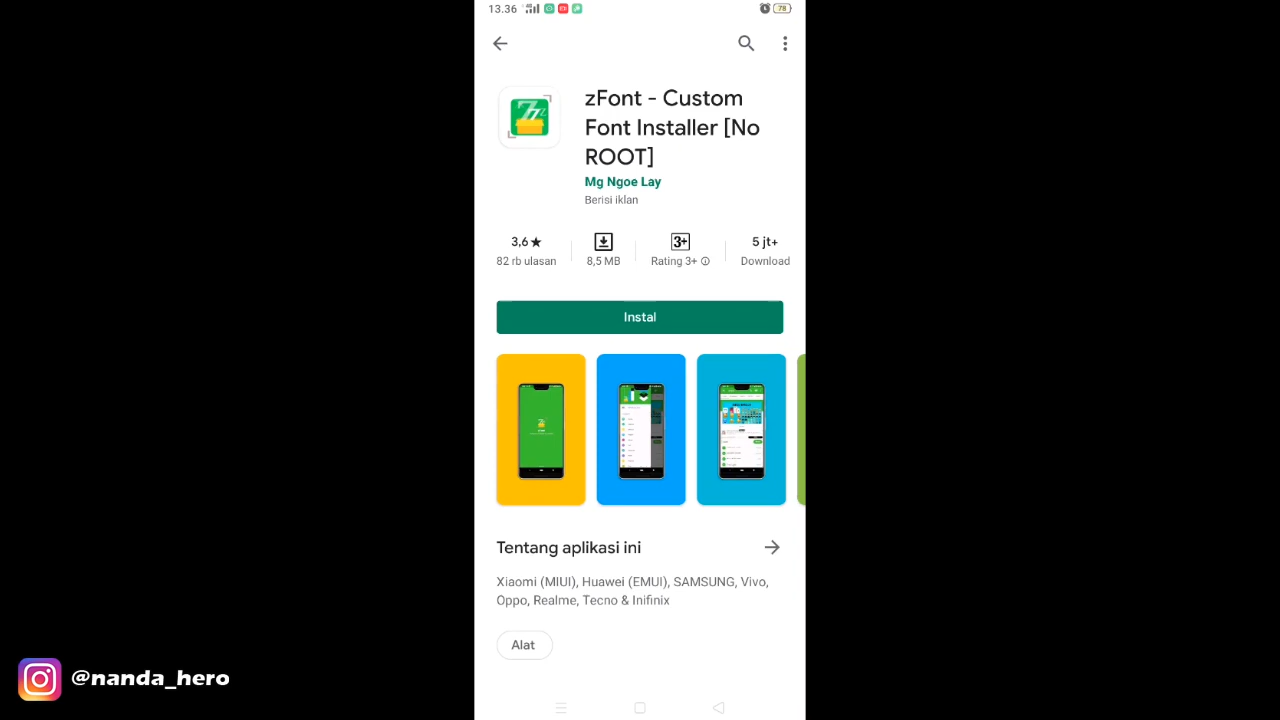 13.36
78
zFont - Custom
Font Installer [No
ROOT]
Mg Ngoe Lay
Berisi iklan
3,6★
82 rb ulasan
8,5 MB
3+
Rating 3+
5 jt+
Download
Instal
Tentang aplikasi ini
Xiaomi (MIUI), Huawei (EMUI), SAMSUNG, Vivo,
Oppo, Realme, Tecno & Inifinix
Alat
@nanda_hero